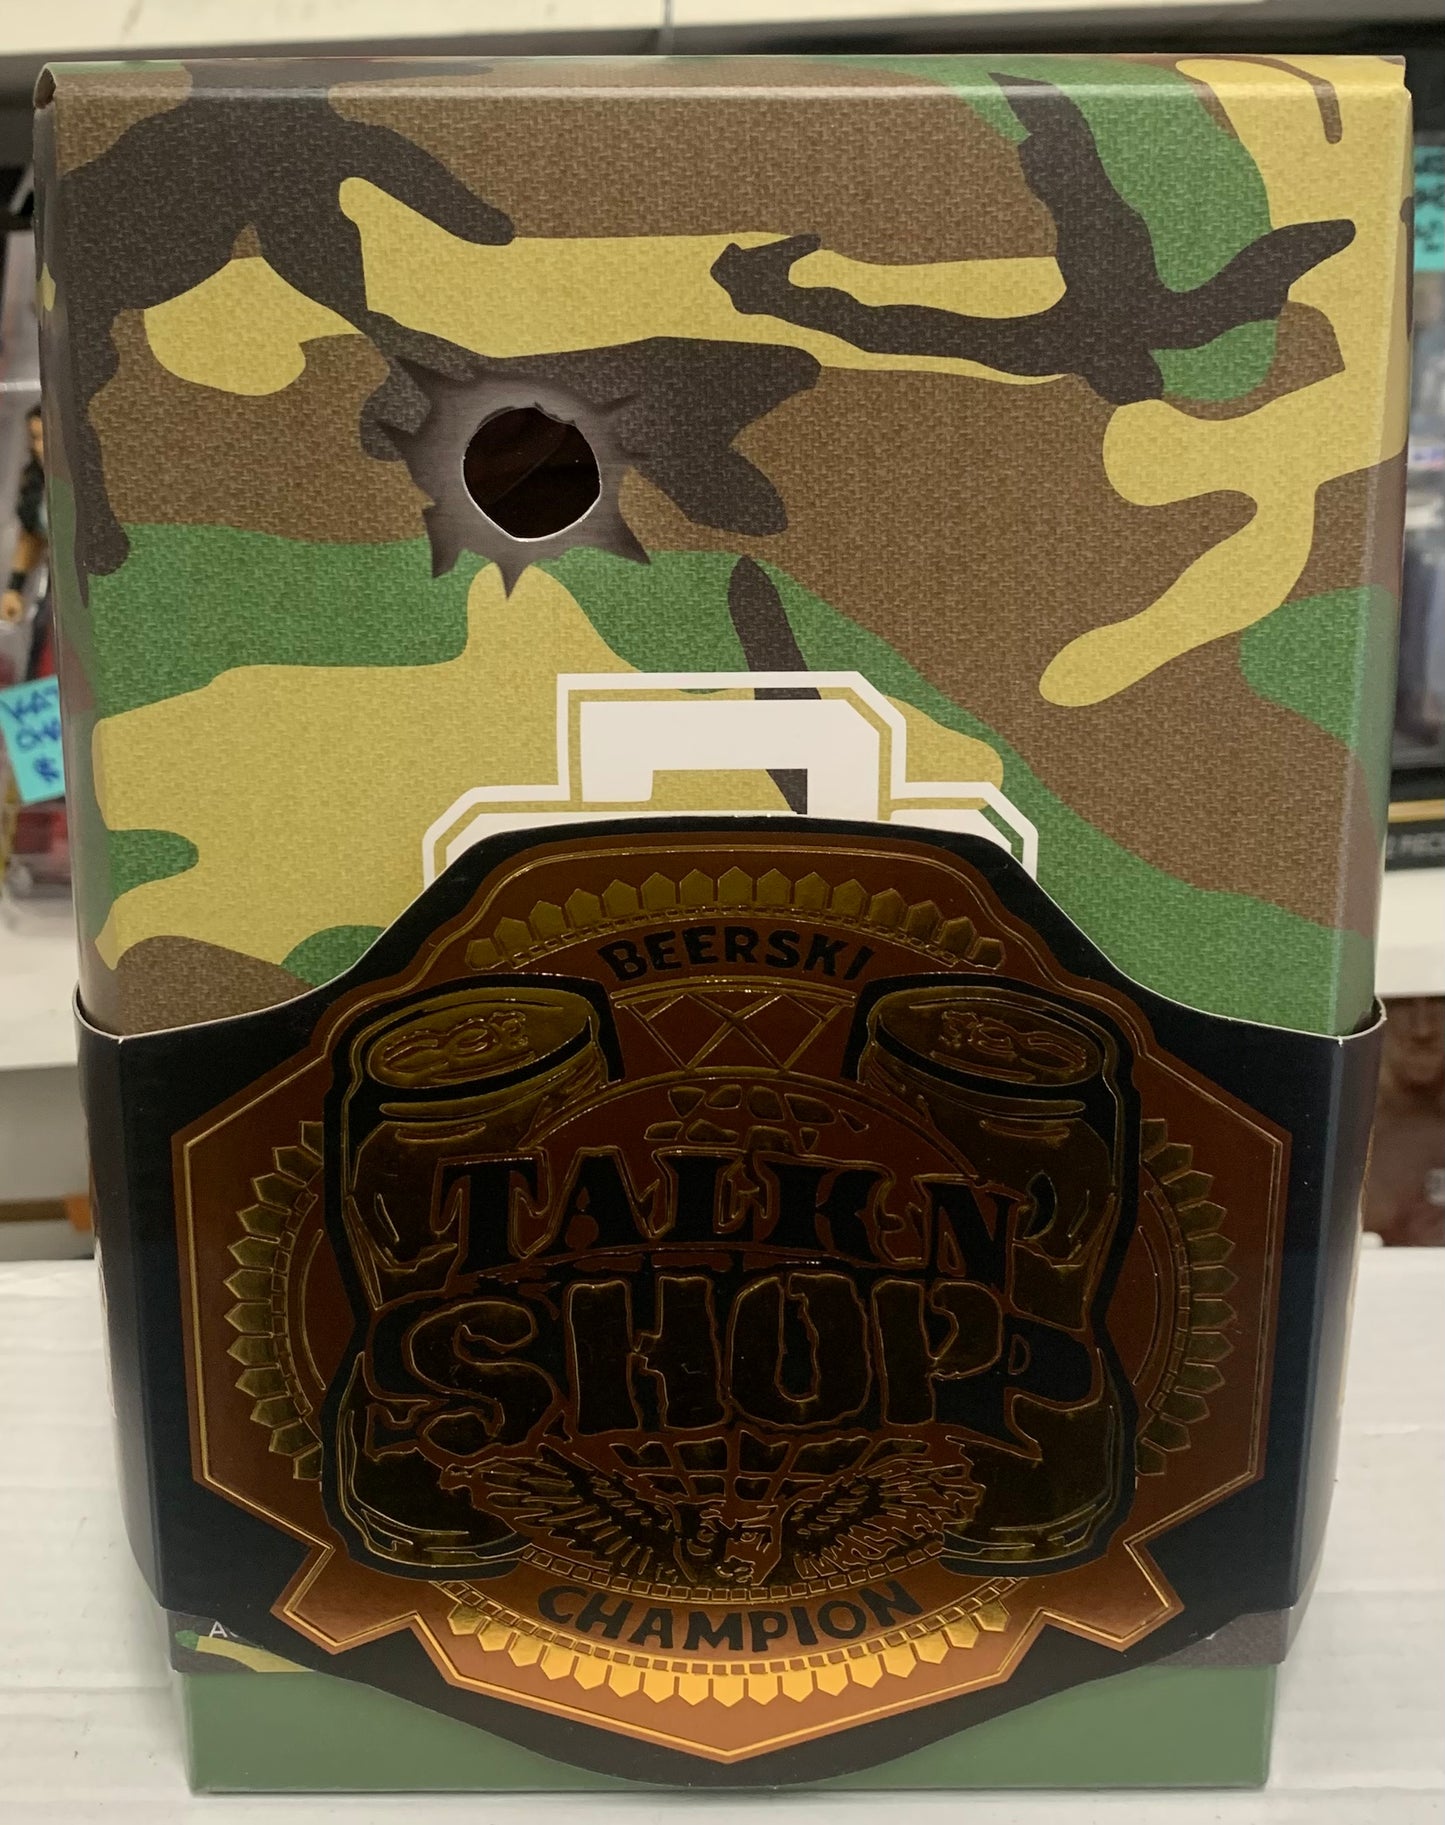 BEERSKI
TALK N'
SHOP
CHAMPION